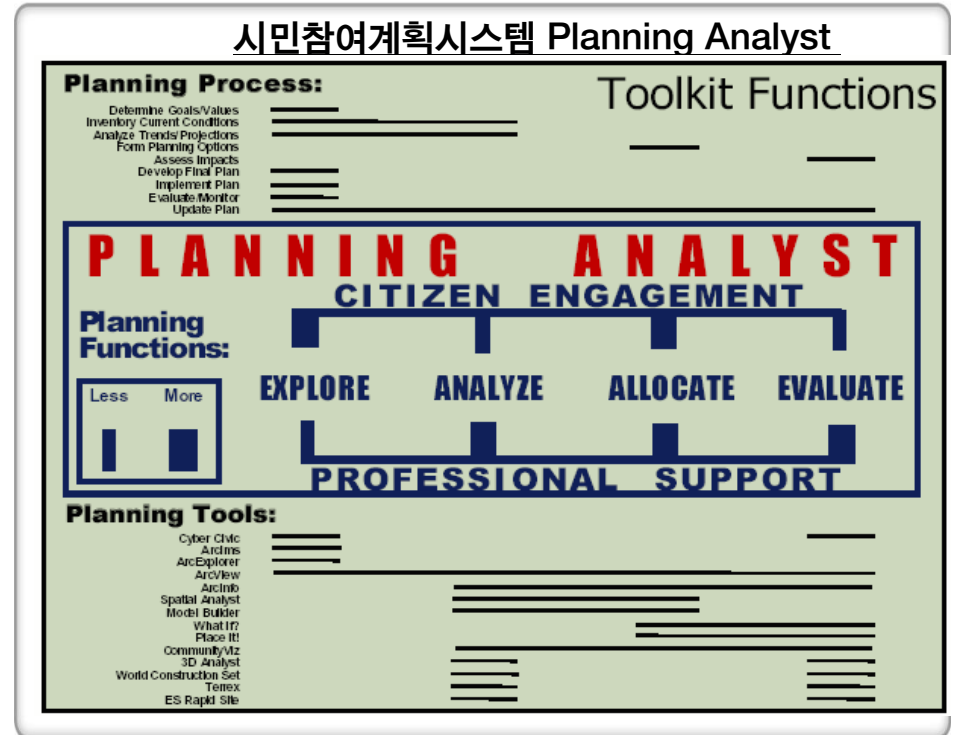 시민참여계획시스템 Planning Analyst
Planning Process:
Toolkit Functions
Determine Goals/Values
Inventory Current Conditions
Analyze Trends/Projections
Form Planning Options
Assess Impacts
Develop Final Plan
Implement Plan
Evaluate/Monitor
Update Plan
PLANNING ANALYST
CITIZEN ENGAGEMENT
Planning
Functions:
Less More
EXPLORE ANALYZE ALLOCATE EVALUATE
PROFESSIONAL SUPPORT
Planning Tools:
Cyber Civic
ArcIms
ArcExplorer
ArcView
ArcInfo
Spatial Analyst
Model Builder
What If?
Place It!
CommunityViz
3D Analyst
World Construction Set
Terrex
ES Rapid Site